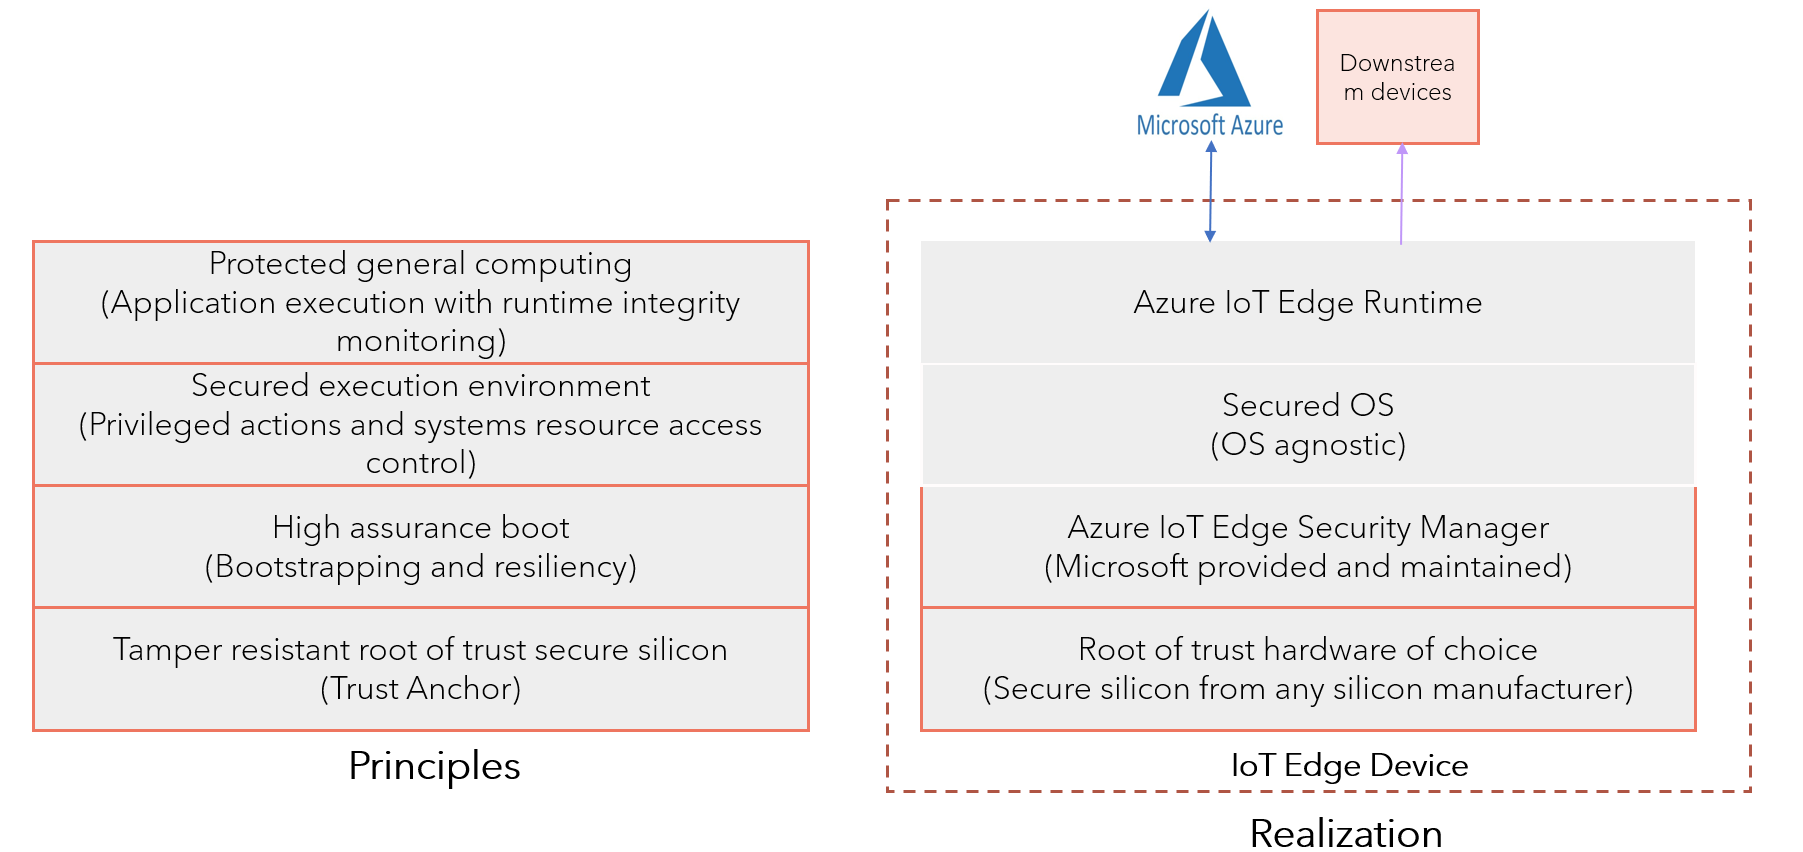 Microsoft Azure
Downstrea
m devices
Protected general computing
(Application execution with runtime integrity
monitoring)
Secured execution environment
(Privileged actions and systems resource access
control)
High assurance boot
(Bootstrapping and resiliency)
Tamper resistant root of trust secure silicon
(Trust Anchor)
Principles
Azure IoT Edge Runtime
Secured OS
(OS agnostic)
Azure IoT Edge Security Manager
(Microsoft provided and maintained)
Root of trust hardware of choice
(Secure silicon from any silicon manufacturer)
IoT Edge Device
Realization